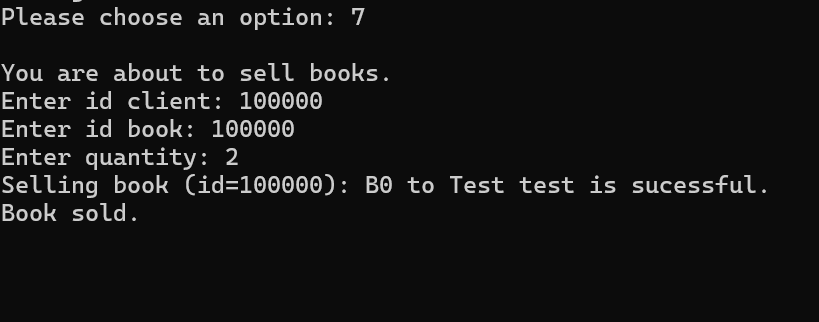 Please choose an option: 7
You are about to sell books.
Enter id client: 100000
Enter id book: 100000
Enter quantity: 2
Selling book (id=100000): B0 to Test test is sucessful.
Book sold.